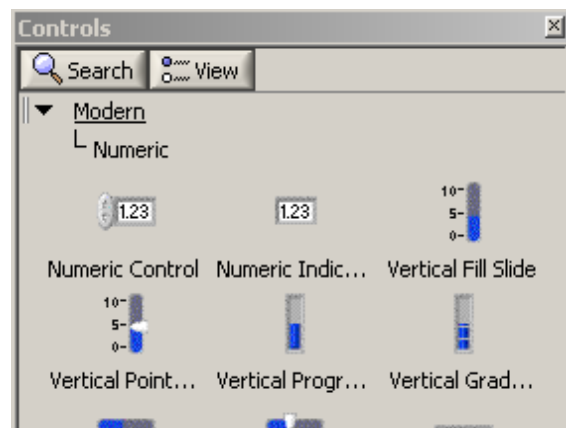 Controls
Search View
Modern
Numeric
1.23 1.23 10- 5- 0-
Numeric Control Numeric Indic... Vertical Fill Slide
10- 5- 0-
Vertical Point... Vertical Progr... Vertical Grad...